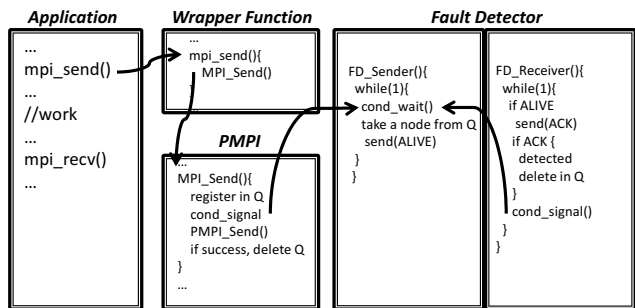 Application
...
mpi_send()
...
//work
...
mpi_recv()
...
Wrapper Function
...
mpi_send(){
MPI_Send()
}
...
PMPI
...
MPI_Send(){
register in Q
cond_signal
PMPI_Send()
if success, delete Q
}
...
Fault Detector
FD_Sender(){
while(1){
cond_wait()
take a node from Q
send(ALIVE)
}
}
FD_Receiver(){
while(1){
if ALIVE
send(ACK)
if ACK {
detected
delete in Q
}
cond_signal()
}
}